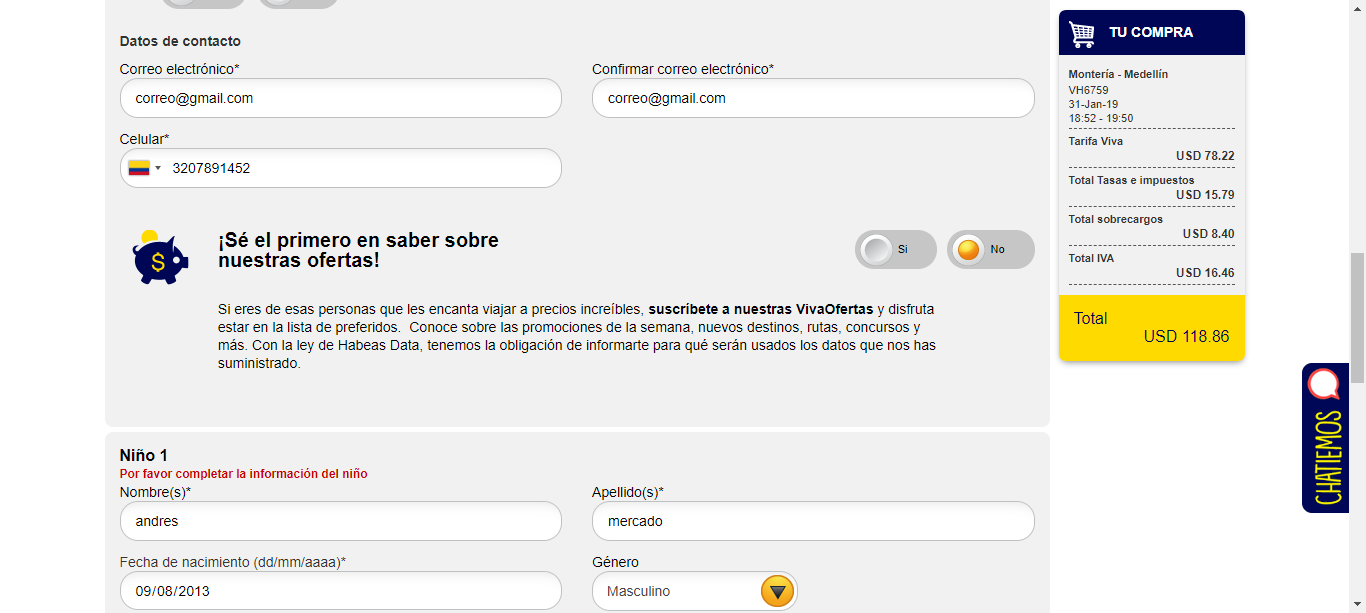 Datos de contacto
Correo electrónico* Confirmar correo electrónico*
correo@gmail.com correo@gmail.com
Celular*
3207891452
¡Sé el primero en saber sobre
nuestras ofertas!
Si No
Si eres de esas personas que les encanta viajar a precios increíbles, suscríbete a nuestras VivaOfertas y disfruta
estar en la lista de preferidos. Conoce sobre las promociones de la semana, nuevos destinos, rutas, concursos y
más. Con la ley de Habeas Data, tenemos la obligación de informarte para qué serán usados los datos que nos has
suministrado.
Niño 1
Por favor completar la información del niño
Nombre(s)* Apellido(s)*
andres mercado
Fecha de nacimiento (dd/mm/aaaa)* Género
09/08/2013 Masculino
TU COMPRA
Montería - Medellín
VH6759
31-Jan-19
18:52 - 19:50
Tarifa Viva
USD 78.22
Total Tasas e impuestos
USD 15.79
Total sobrecargos
USD 8.40
Total IVA
USD 16.46
Total
USD 118.86
CHATIEMOS